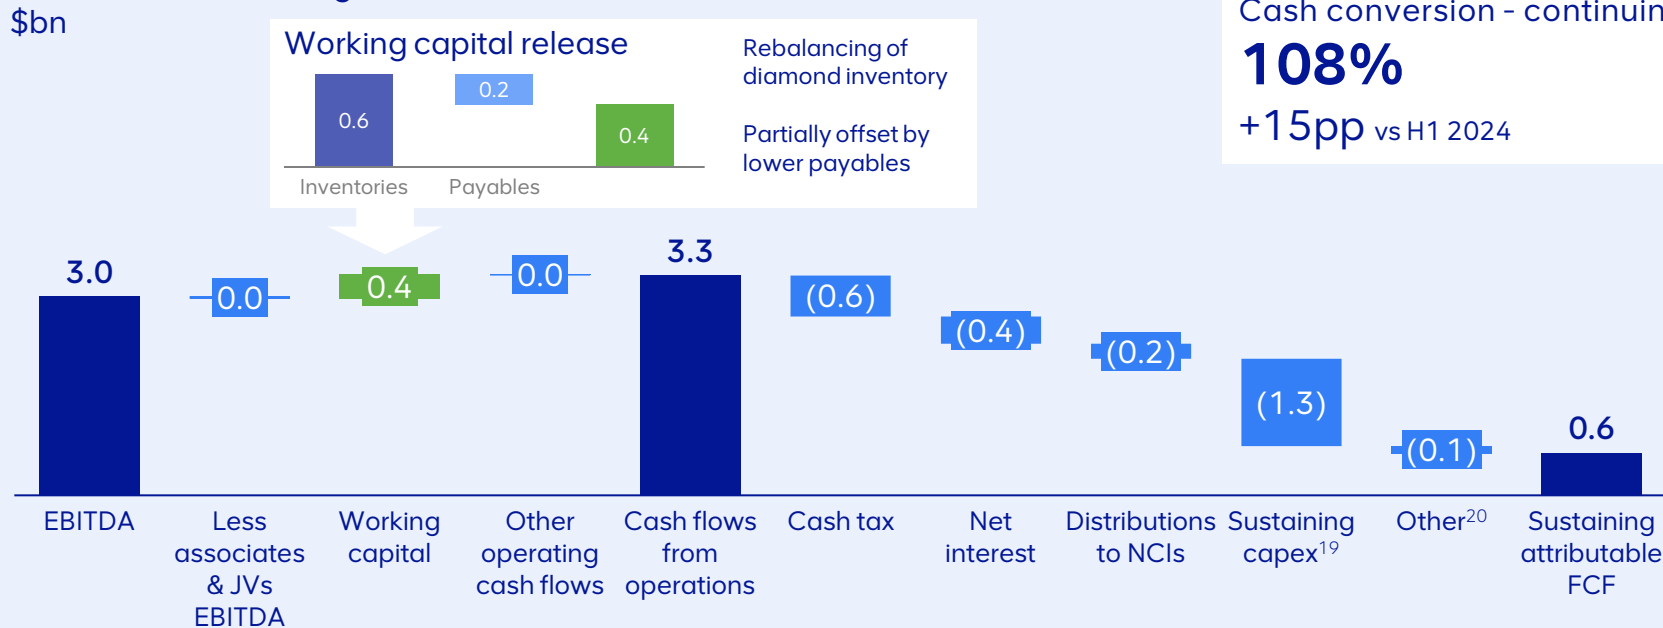 $bn
Working capital release
0.6
0.2
0.4
Inventories
Payables
Rebalancing of
diamond inventory
Partially offset by
lower payables
Cash conversion - continuin
108%
+15pp vs H1 2024
3.0
0.0
0.4
0.0
3.3
(0.6)
(0.4)
(0.2)
(1.3)
(0.1)
0.6
EBITDA
Less
associates
& JVs
EBITDA
Working
capital
Other
operating
cash flows
Cash flows
from
operations
Cash tax
Net
interest
Distributions
to NCIs
Sustaining
capex19
Other20
Sustaining
attributable
FCF